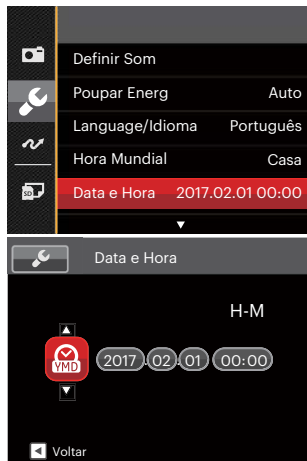 Definir Som
Poupar Energ Auto
Language/Idioma Português
Hora Mundial Casa
SD
Data e Hora 2017.02.01 00:00
Data e Hora
H-M
YMD 2017.02.01 00:00
Voltar